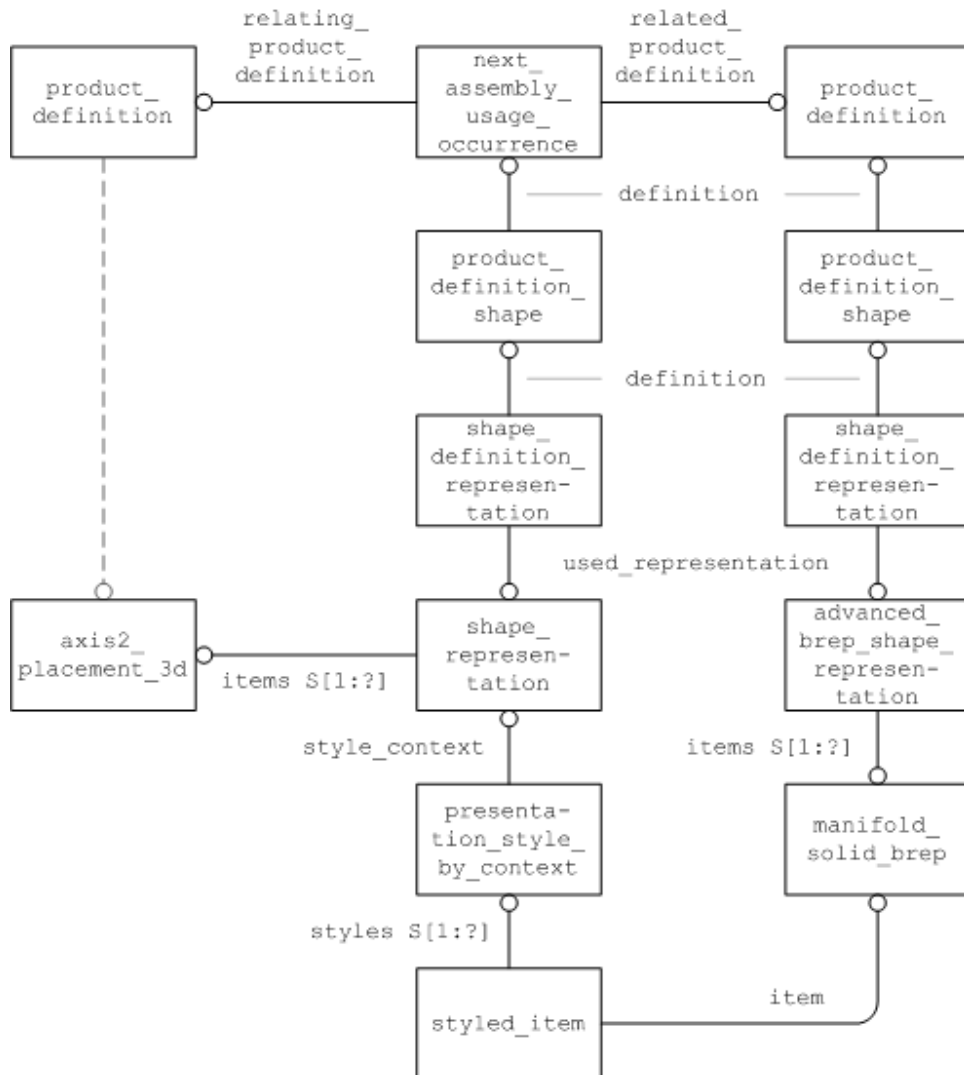 relating_
product_
definition
related_
product_
definition
product_
definition
next_
assembly_
usage_
occurrence
product_
definition
definition
product_
definition_
shape
product_
definition_
shape
definition
shape_
definition_
represen-
tation
shape_
definition_
represen-
tation
used_representation
axis2_
placement_3d
shape_
represen-
tation
advanced_
brep_shape_
represen-
tation
items S[1:?]
style_context
items S[1:?]
presenta-
tion_style_
by_context
manifold_
solid_brep
styles S[1:?]
item
styled_item